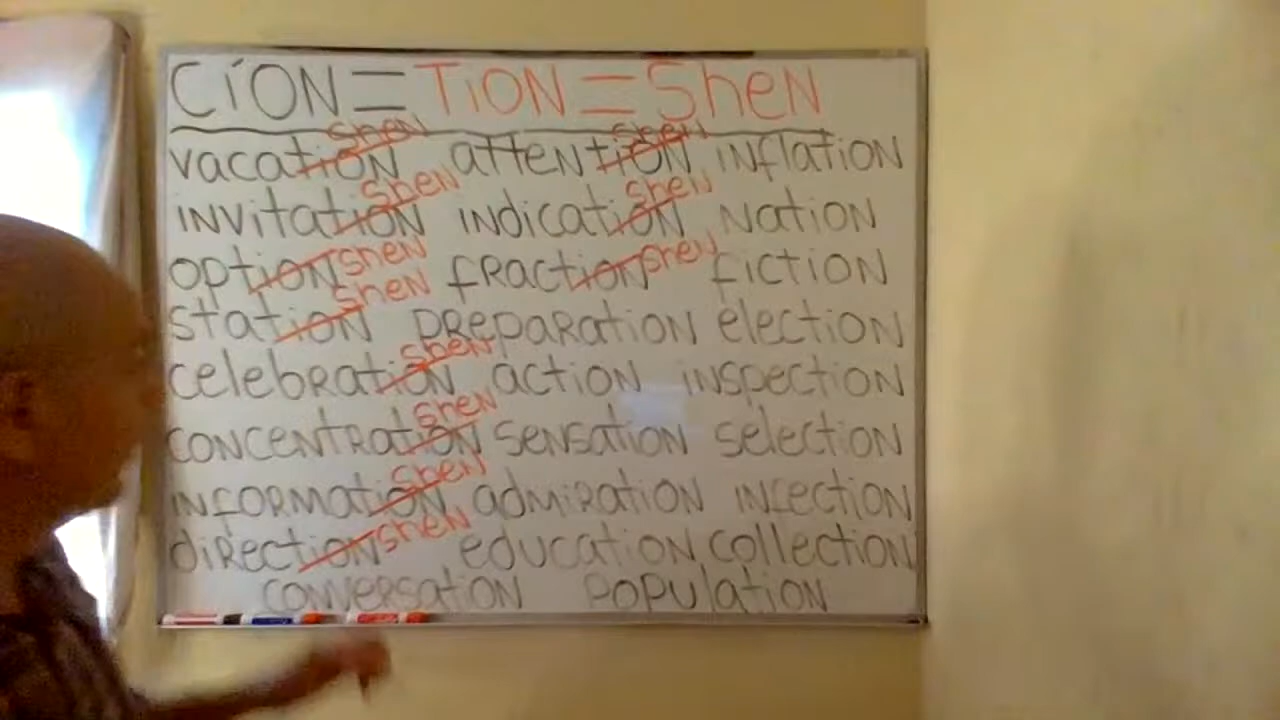 CION = TION = SheN
vacation sheN attention sheN inflation
invitation sheN indication sheN Nation
option sheN fraction sheN fiction
station sheN preparation election
celebration sheN action inspection
concentration sheN sensation selection
information sheN admiration infection
direction sheN education collection
conversation population